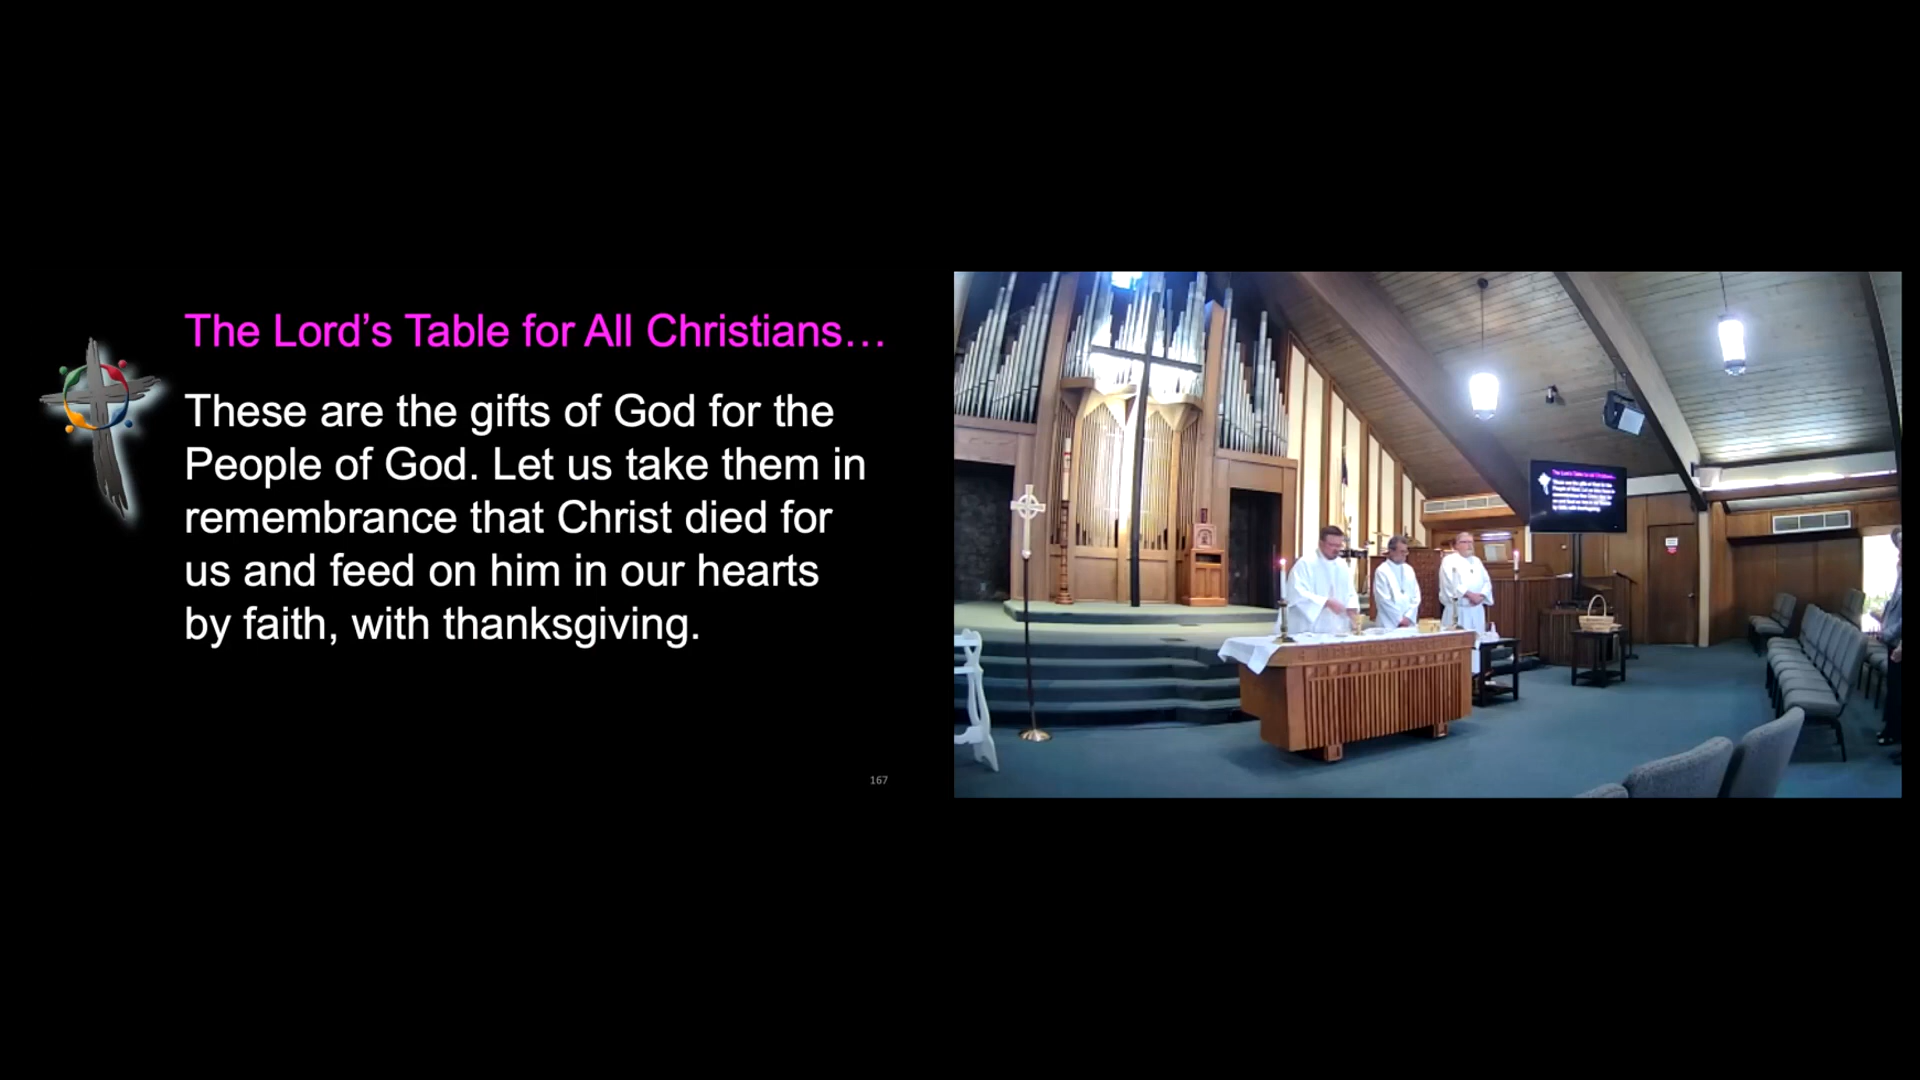 The Lord’s Table for All Christians…
These are the gifts of God for the
People of God. Let us take them in
remembrance that Christ died for
us and feed on him in our hearts
by faith, with thanksgiving.
167